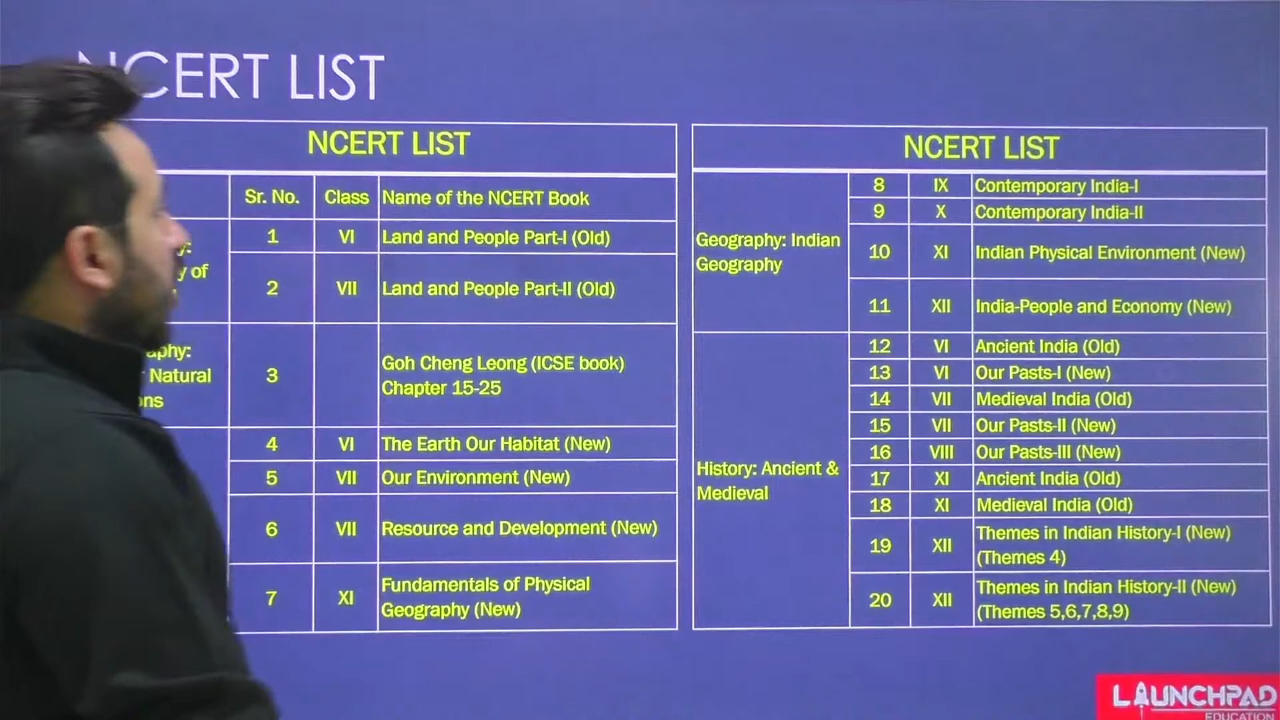 NCERT LIST
NCERT LIST
Sr. No. Class Name of the NCERT Book
1 VI Land and People Part-I (Old)
y of
2 VII Land and People Part-II (Old)
aphy:
Natural
ons
3 Goh Cheng Leong (ICSE book)
Chapter 15-25
4 VI The Earth Our Habitat (New)
5 VII Our Environment (New)
6 VII Resource and Development (New)
7 XI Fundamentals of Physical
Geography (New)
NCERT LIST
Geography: Indian
Geography
8 IX Contemporary India-I
9 X Contemporary India-II
10 XI Indian Physical Environment (New)
11 XII India-People and Economy (New)
History: Ancient &
Medieval
12 VI Ancient India (Old)
13 VI Our Pasts-I (New)
14 VII Medieval India (Old)
15 VII Our Pasts-II (New)
16 VIII Our Pasts-III (New)
17 XI Ancient India (Old)
18 XI Medieval India (Old)
19 XII Themes in Indian History-I (New)
(Themes 4)
20 XII Themes in Indian History-II (New)
(Themes 5,6,7,8,9)
LAUNCHPAD
EDUCATION